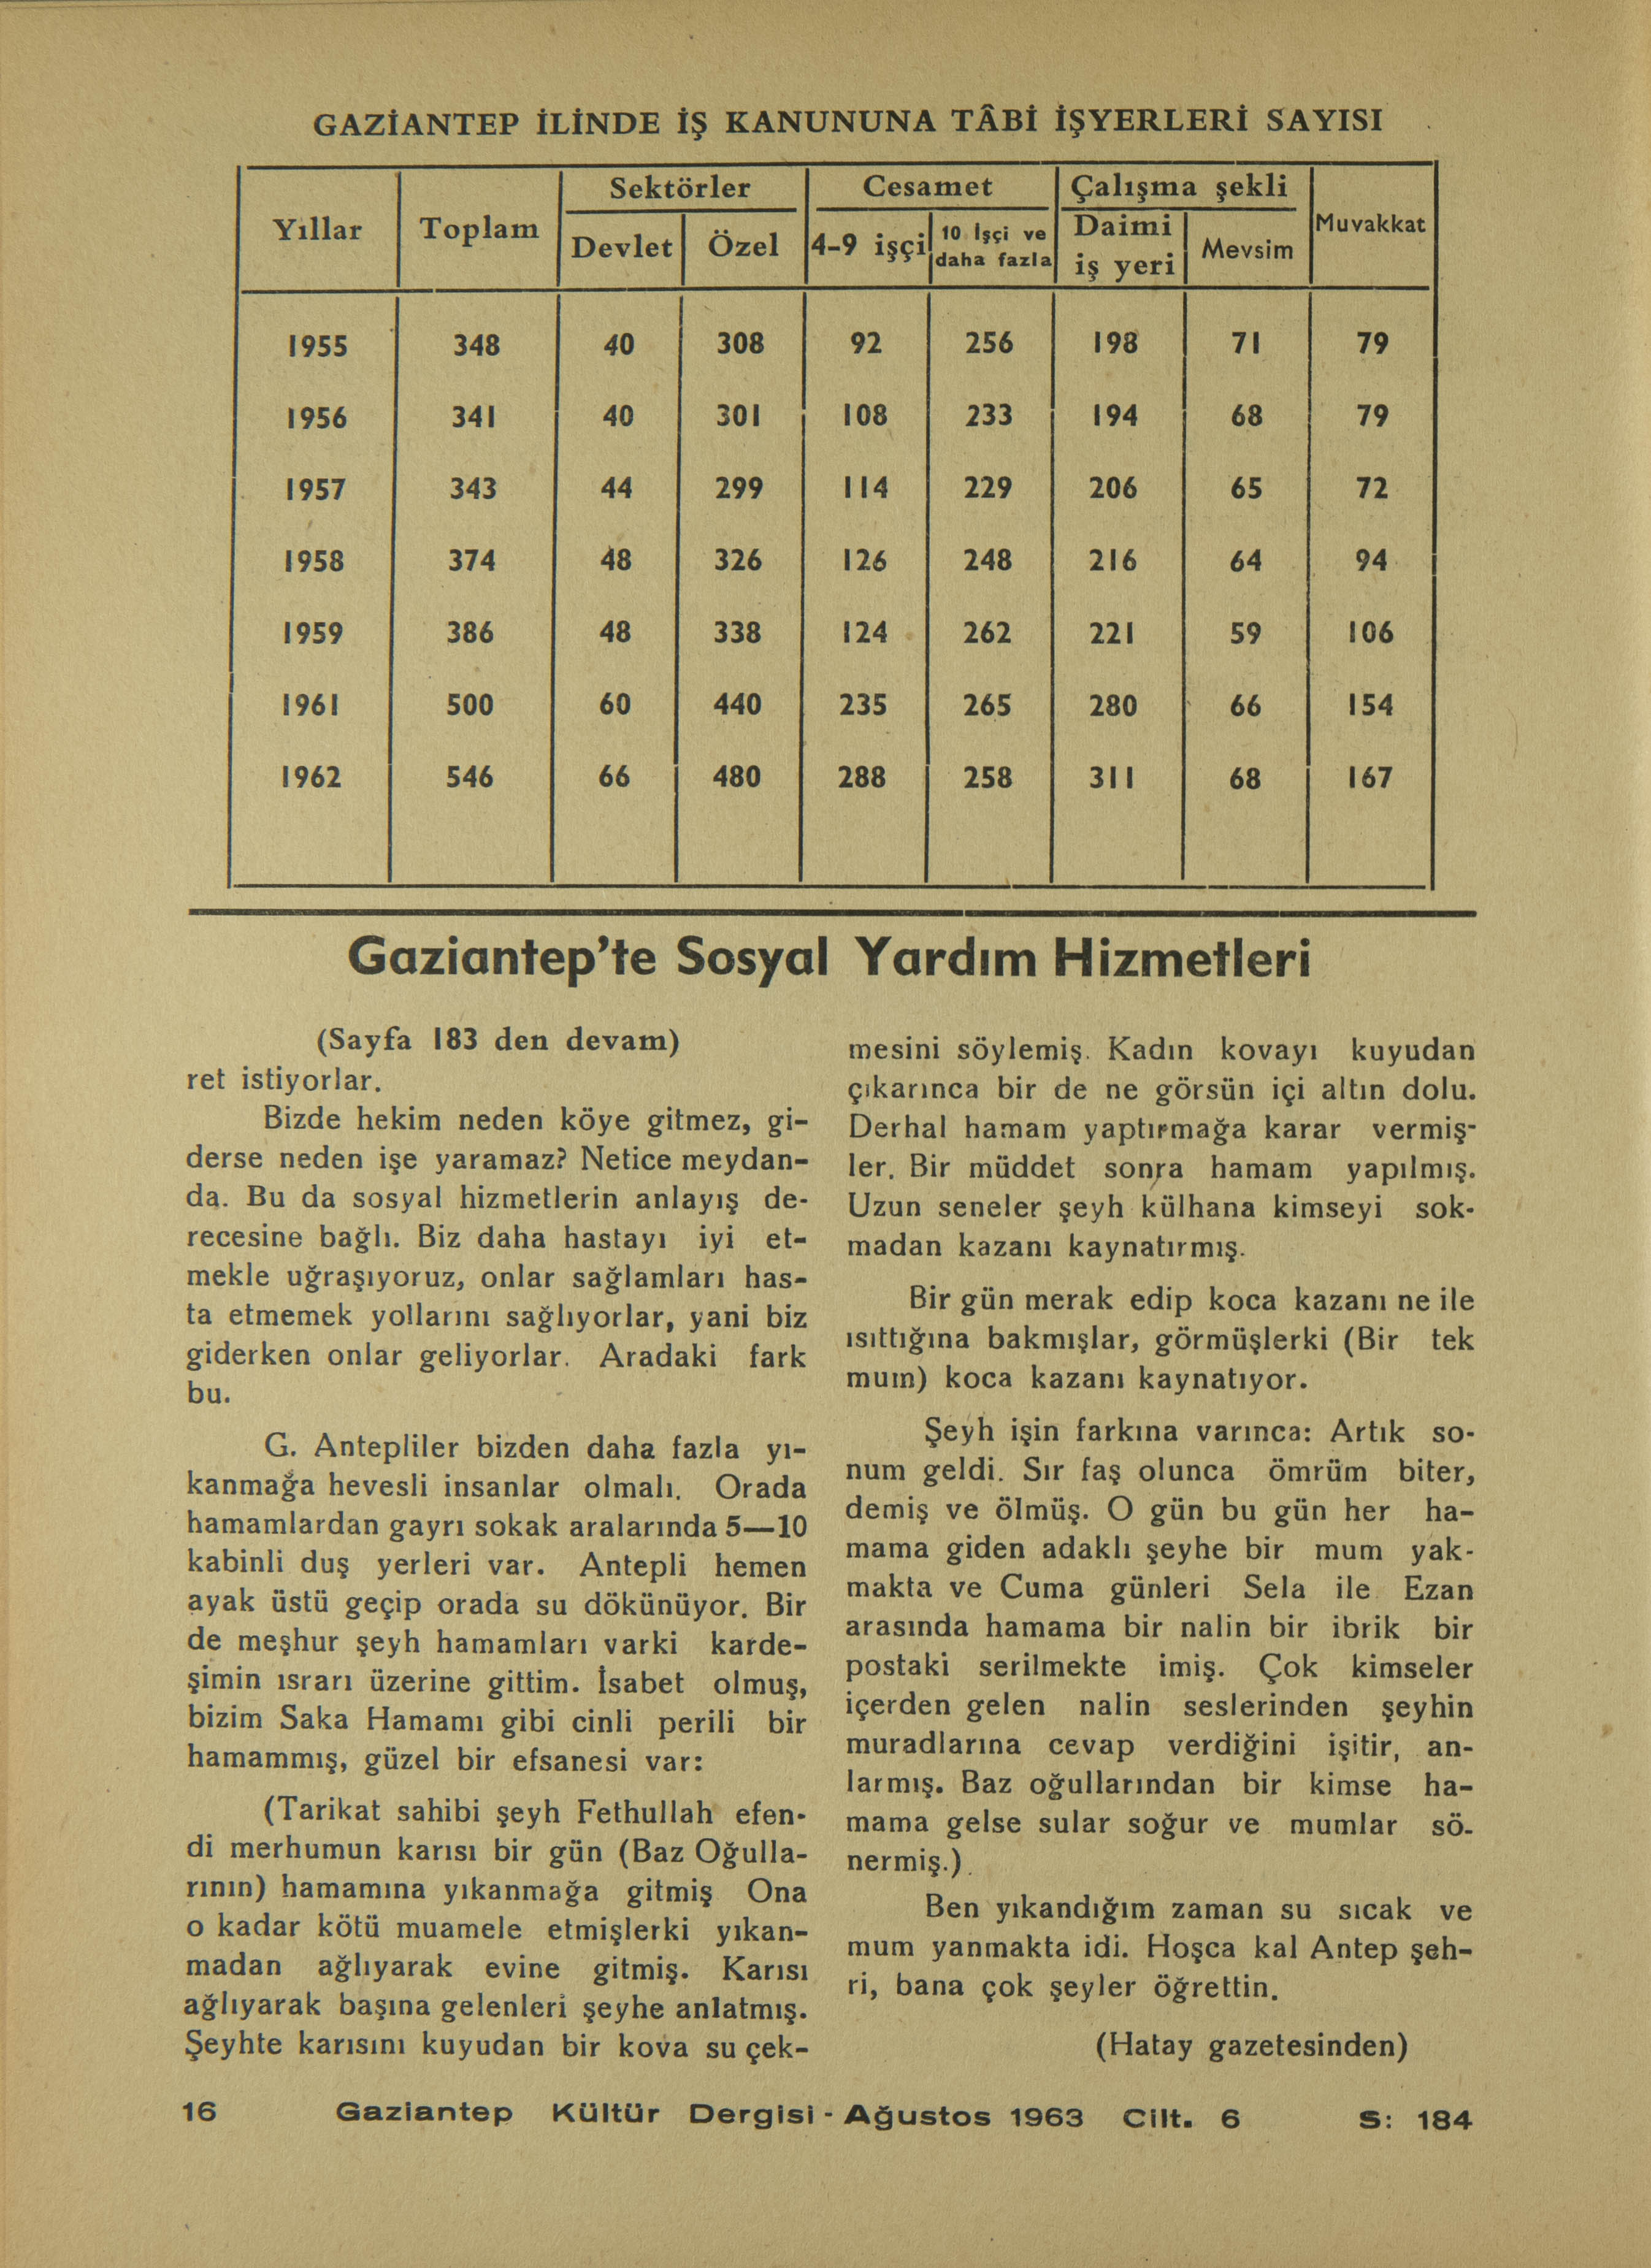 GAZİANTEP İLİNDE İŞ KANUNUNA TÂBİ İŞYERLERİ SAYISI
Yıllar Toplam Sektörler Cesamet Çalışma şekli Muvakkat
Devlet Özel 4-9 işçi 10 İşçi ve daha fazla Daimi iş yeri Mevsim
1955 348 40 308 92 256 198 71 79
1956 341 40 301 108 233 194 68 79
1957 343 44 299 114 229 206 65 72
1958 374 48 326 126 248 216 64 94
1959 386 48 338 124 262 221 59 106
1961 500 60 440 235 265 280 66 154
1962 546 66 480 288 258 311 68 167
Gaziantep'te Sosyal Yardım Hizmetleri
(Sayfa 183 den devam)
ret istiyorlar.
Bizde hekim neden köye gitmez, gi-
derse neden işe yaramaz? Netice meydan-
da. Bu da sosyal hizmetlerin anlayış de-
recesine bağlı. Biz daha hastayı iyi et-
mekle uğraşıyoruz, onlar sağlamları has-
ta etmemek yollarını sağlıyorlar, yani biz
giderken onlar geliyorlar. Aradaki fark
bu.
G. Antepliler bizden daha fazla yı-
kanmağa hevesli insanlar olmalı. Orada
hamamlardan gayrı sokak aralarında 5—10
kabinli duş yerleri var. Antepli hemen
ayak üstü geçip orada su dökünüyor. Bir
de meşhur şeyh hamamları varki karde-
şimin ısrarı üzerine gittim. İsabet olmuş,
bizim Saka Hamamı gibi cinli perili bir
hamammış, güzel bir efsanesi var:
(Tarikat sahibi şeyh Fethullah efen-
di merhumun karısı bir gün (Baz Oğulla-
rının) hamamına yıkanmağa gitmiş Ona
o kadar kötü muamele etmişlerki yıkan-
madan ağlıyarak evine gitmiş. Karısı
ağlıyarak başına gelenleri şeyhe anlatmış.
Şeyhte karısını kuyudan bir kova su çek-
mesini söylemiş. Kadın kovayı kuyudan
çıkarınca bir de ne görsün içi altın dolu.
Derhal hamam yaptırmağa karar vermiş-
ler. Bir müddet sonra hamam yapılmış.
Uzun seneler şeyh külhana kimseyi sok-
madan kazanı kaynatırmış.
Bir gün merak edip koca kazanı ne ile
ısıttığına bakmışlar, görmüşlerki (Bir tek
mum) koca kazanı kaynatıyor.
Şeyh işin farkına varınca: Artık so-
num geldi. Sır faş olunca ömrüm biter,
demiş ve ölmüş. O gün bu gün her ha-
mama giden adaklı şeyhe bir mum yak-
makta ve Cuma günleri Sela ile Ezan
arasında hamama bir nalin bir ibrik bir
postaki serilmekte imiş. Çok kimseler
içerden gelen nalin seslerinden şeyhin
muradlarına cevap verdiğini işitir, an-
larmış. Baz oğullarından bir kimse ha-
mama gelse sular soğur ve mumlar sö-
nermiş.)
Ben yıkandığım zaman su sıcak ve
mum yanmakta idi. Hoşca kal Antep şeh-
ri, bana çok şeyler öğrettin.
(Hatay gazetesinden)
16 Gaziantep Kültür Dergisi - Ağustos 1963 Cilt. 6 S: 184